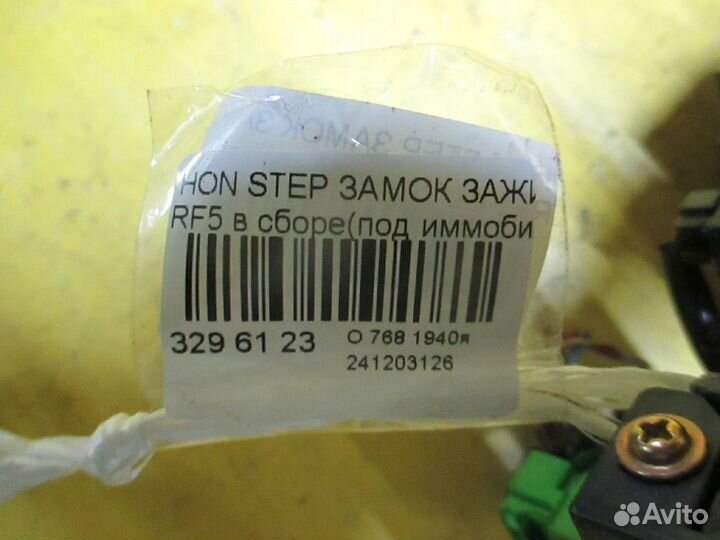 HON STEP ЗАМОК ЗАЖИ
RF5 в сборе(под иммоби
329 61 23
О 768 1940я
241203126
Avito